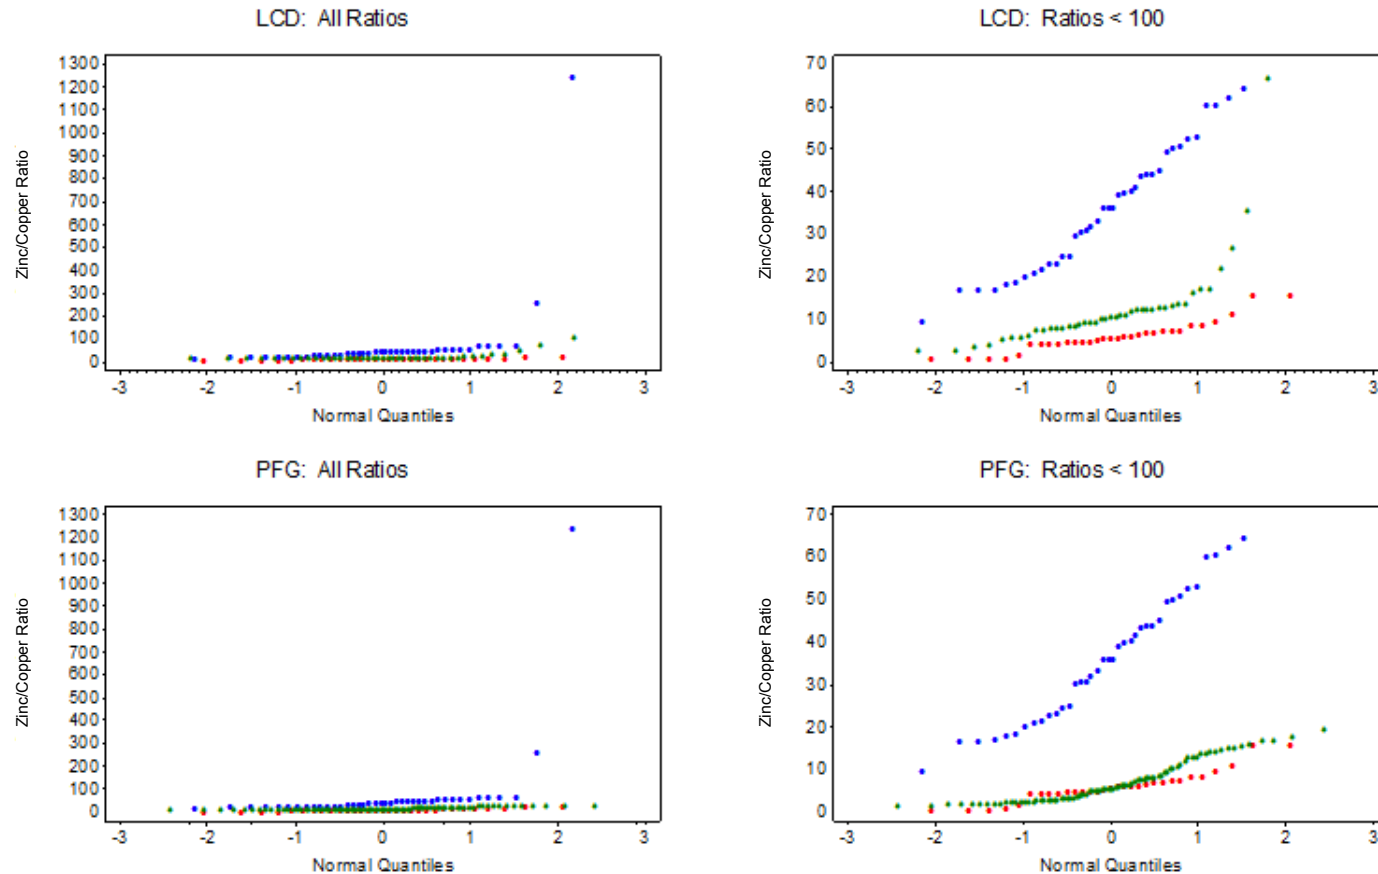 LCD: All Ratios
1300
1200
1100
1000
900
800
700
600
500
400
300
200
100
0
Zinc/Copper Ratio
-3 -2 -1 0 1 2 3
Normal Quantiles
LCD: Ratios < 100
70
60
50
40
30
20
10
0
Zinc/Copper Ratio
-3 -2 -1 0 1 2 3
Normal Quantiles
PFG: All Ratios
1300
1200
1100
1000
900
800
700
600
500
400
300
200
100
0
Zinc/Copper Ratio
-3 -2 -1 0 1 2 3
Normal Quantiles
PFG: Ratios < 100
70
60
50
40
30
20
10
0
Zinc/Copper Ratio
-3 -2 -1 0 1 2 3
Normal Quantiles